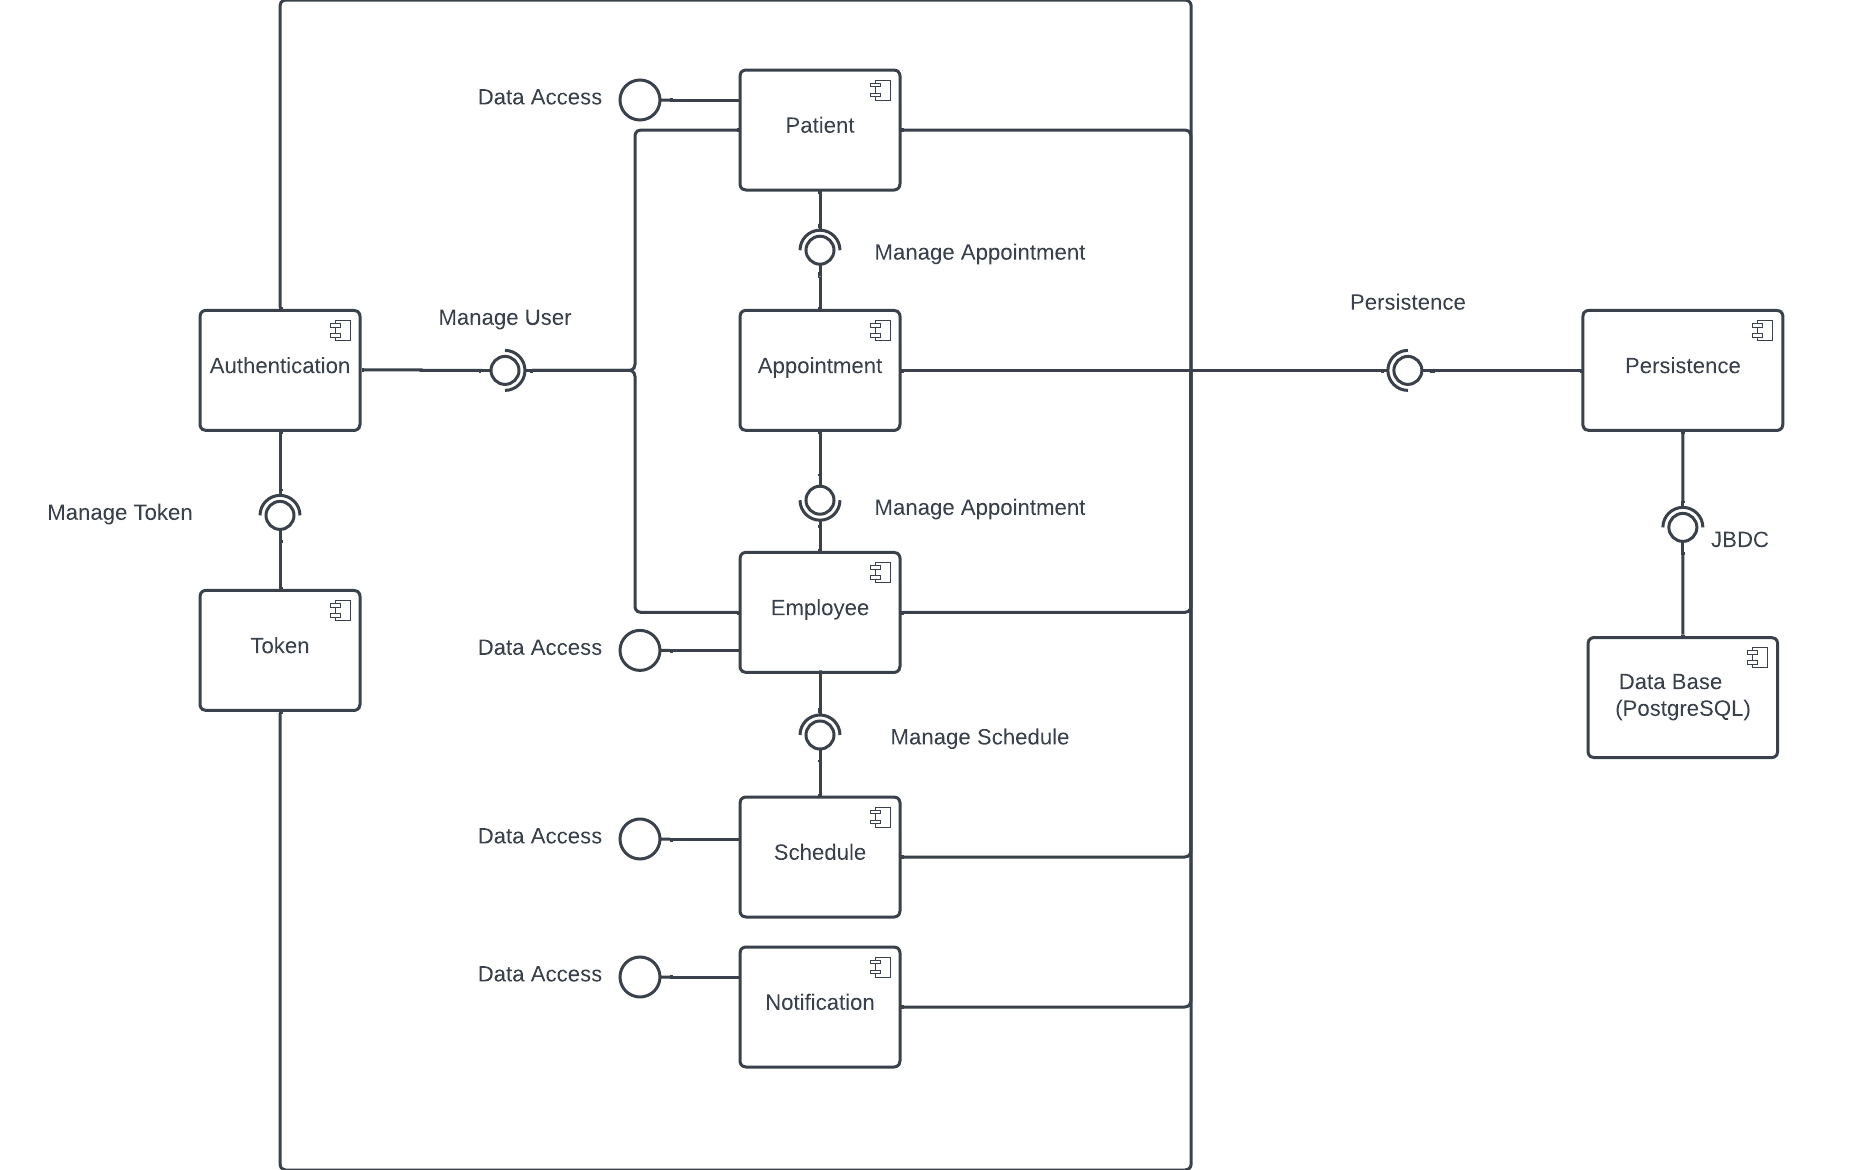 Data Access
Patient
Manage Appointment
Persistence
Manage User
Authentication
Appointment
Persistence
Manage Token
Manage Appointment
JBDC
Employee
Token
Data Access
Data Base
(PostgreSQL)
Manage Schedule
Data Access
Schedule
Data Access
Notification